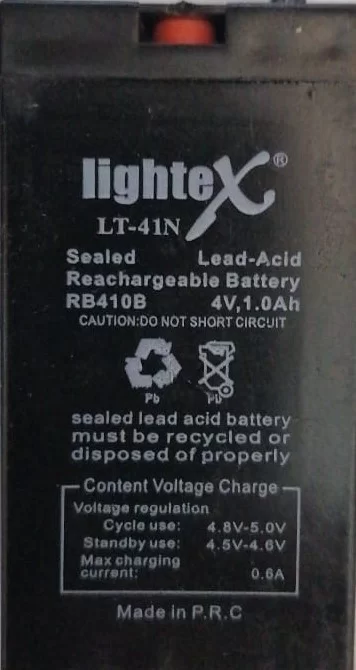 lighteX®
LT-41N
Sealed Lead-Acid
Reachargeable Battery
RB410B 4V,1.0Ah
CAUTION:DO NOT SHORT CIRCUIT
Pb Pb
sealed lead acid battery
must be recycled or
disposed of properly
Content Voltage Charge
Voltage regulation
Cycle use: 4.8V-5.0V
Standby use: 4.5V-4.6V
Max charging
current: 0.6A
Made in P.R.C